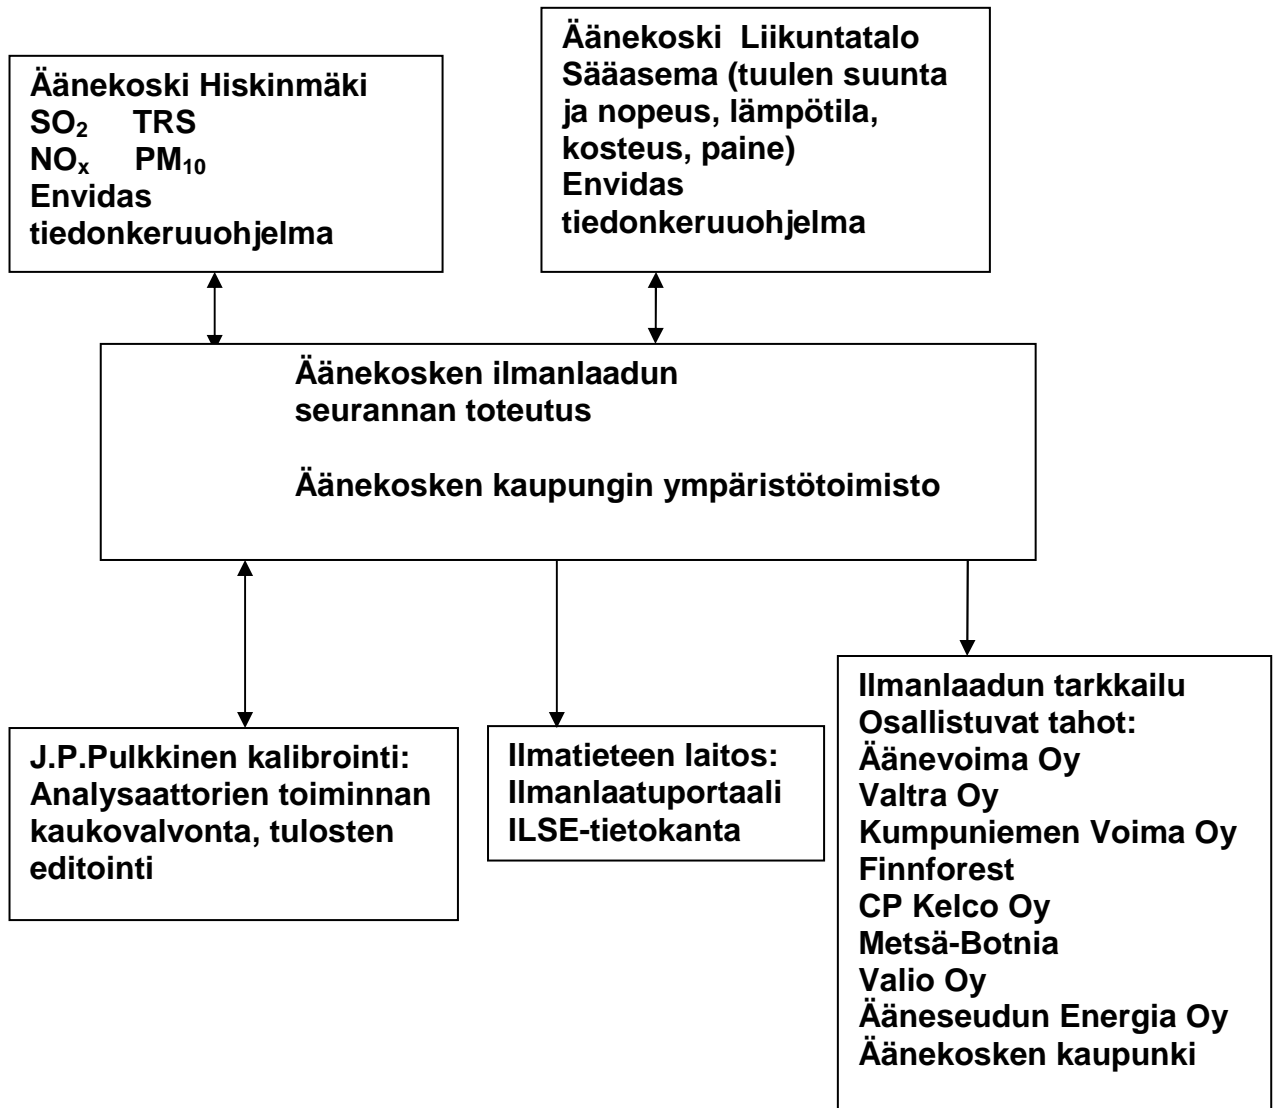 Äänekoski Hiskinmäki
SO₂ TRS
NOₓ PM₁₀
Envidas
tiedonkeruuohjelma
Äänekoski Liikuntatalo
Sääasema (tuulen suunta
ja nopeus, lämpötila,
kosteus, paine)
Envidas
tiedonkeruuohjelma
Äänekosken ilmanlaadun
seurannan toteutus
Äänekosken kaupungin ympäristötoimisto
J.P.Pulkkinen kalibrointi:
Analysaattorien toiminnan
kaukovalvonta, tulosten
editointi
Ilmatieteen laitos:
Ilmanlaatuportaali
ILSE-tietokanta
Ilmanlaadun tarkkailu
Osallistuvat tahot:
Äänevoima Oy
Valtra Oy
Kumpuniemen Voima Oy
Finnforest
CP Kelco Oy
Metsä-Botnia
Valio Oy
Ääneseudun Energia Oy
Äänekosken kaupunki